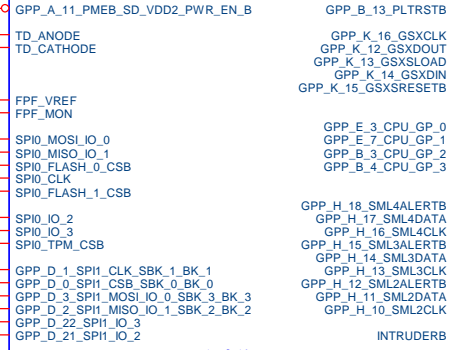 GPP_A_11_PMEB_SD_VDD2_PWR_EN_B
TD_ANODE
TD_CATHODE
FPF_VREF
FPF_MON
SPI0_MOSI_IO_0
SPI0_MISO_IO_1
SPI0_FLASH_0_CSB
SPI0_CLK
SPI0_FLASH_1_CSB
SPI0_IO_2
SPI0_IO_3
SPI0_TPM_CSB
GPP_D_1_SPI1_CLK_SBK_1_BK_1
GPP_D_0_SPI1_CSB_SBK_0_BK_0
GPP_D_3_SPI1_MOSI_IO_0_SBK_3_BK_3
GPP_D_2_SPI1_MISO_IO_1_SBK_2_BK_2
GPP_D_22_SPI1_IO_3
GPP_D_21_SPI1_IO_2
GPP_B_13_PLTRSTB
GPP_K_16_GSXCLK
GPP_K_12_GSXDOUT
GPP_K_13_GSXSLOAD
GPP_K_14_GSXDIN
GPP_K_15_GSXSRESETB
GPP_E_3_CPU_GP_0
GPP_E_7_CPU_GP_1
GPP_B_3_CPU_GP_2
GPP_B_4_CPU_GP_3
GPP_H_18_SML4ALERTB
GPP_H_17_SML4DATA
GPP_H_16_SML4CLK
GPP_H_15_SML3ALERTB
GPP_H_14_SML3DATA
GPP_H_13_SML3CLK
GPP_H_12_SML2ALERTB
GPP_H_11_SML2DATA
GPP_H_10_SML2CLK
INTRUDERB